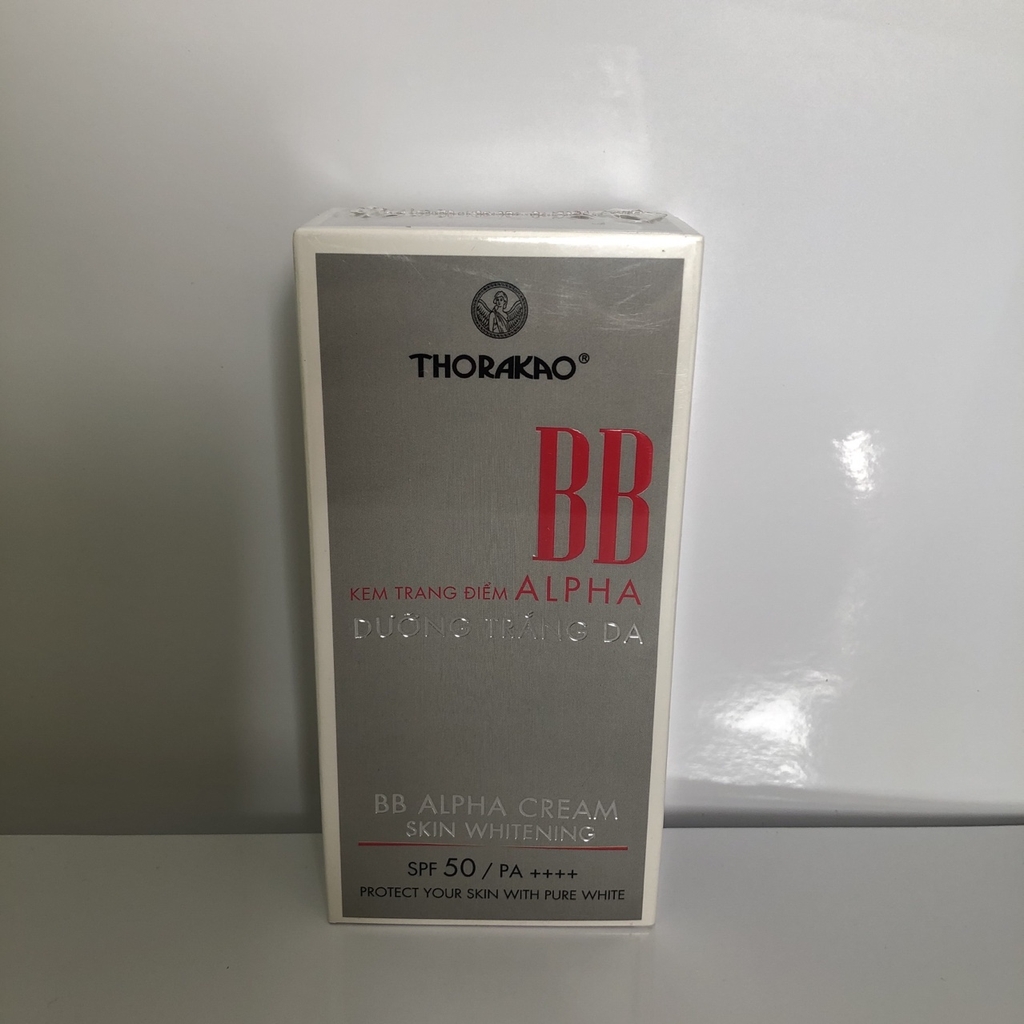 THORAKAO®
BB
KEM TRANG ĐIỂM ALPHA
DƯỠNG TRẮNG DA
BB ALPHA CREAM
SKIN WHITENING
SPF 50 / PA ++++
PROTECT YOUR SKIN WITH PURE WHITE